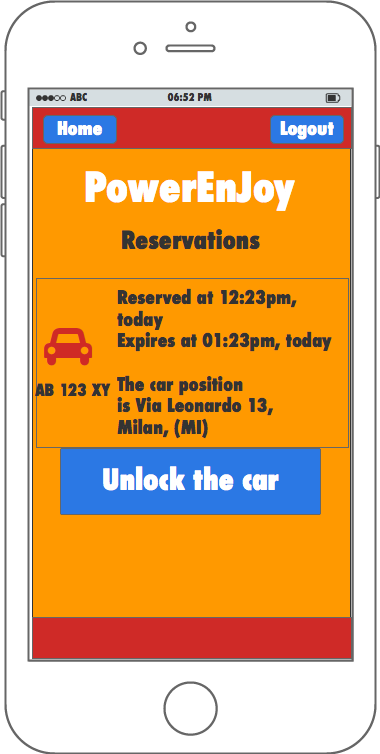 ABC 06:52 PM
Home Logout
PowerEnJoy
Reservations
Reserved at 12:23pm,
today
Expires at 01:23pm, today
AB 123 XY
The car position
is Via Leonardo 13,
Milan, (MI)
Unlock the car